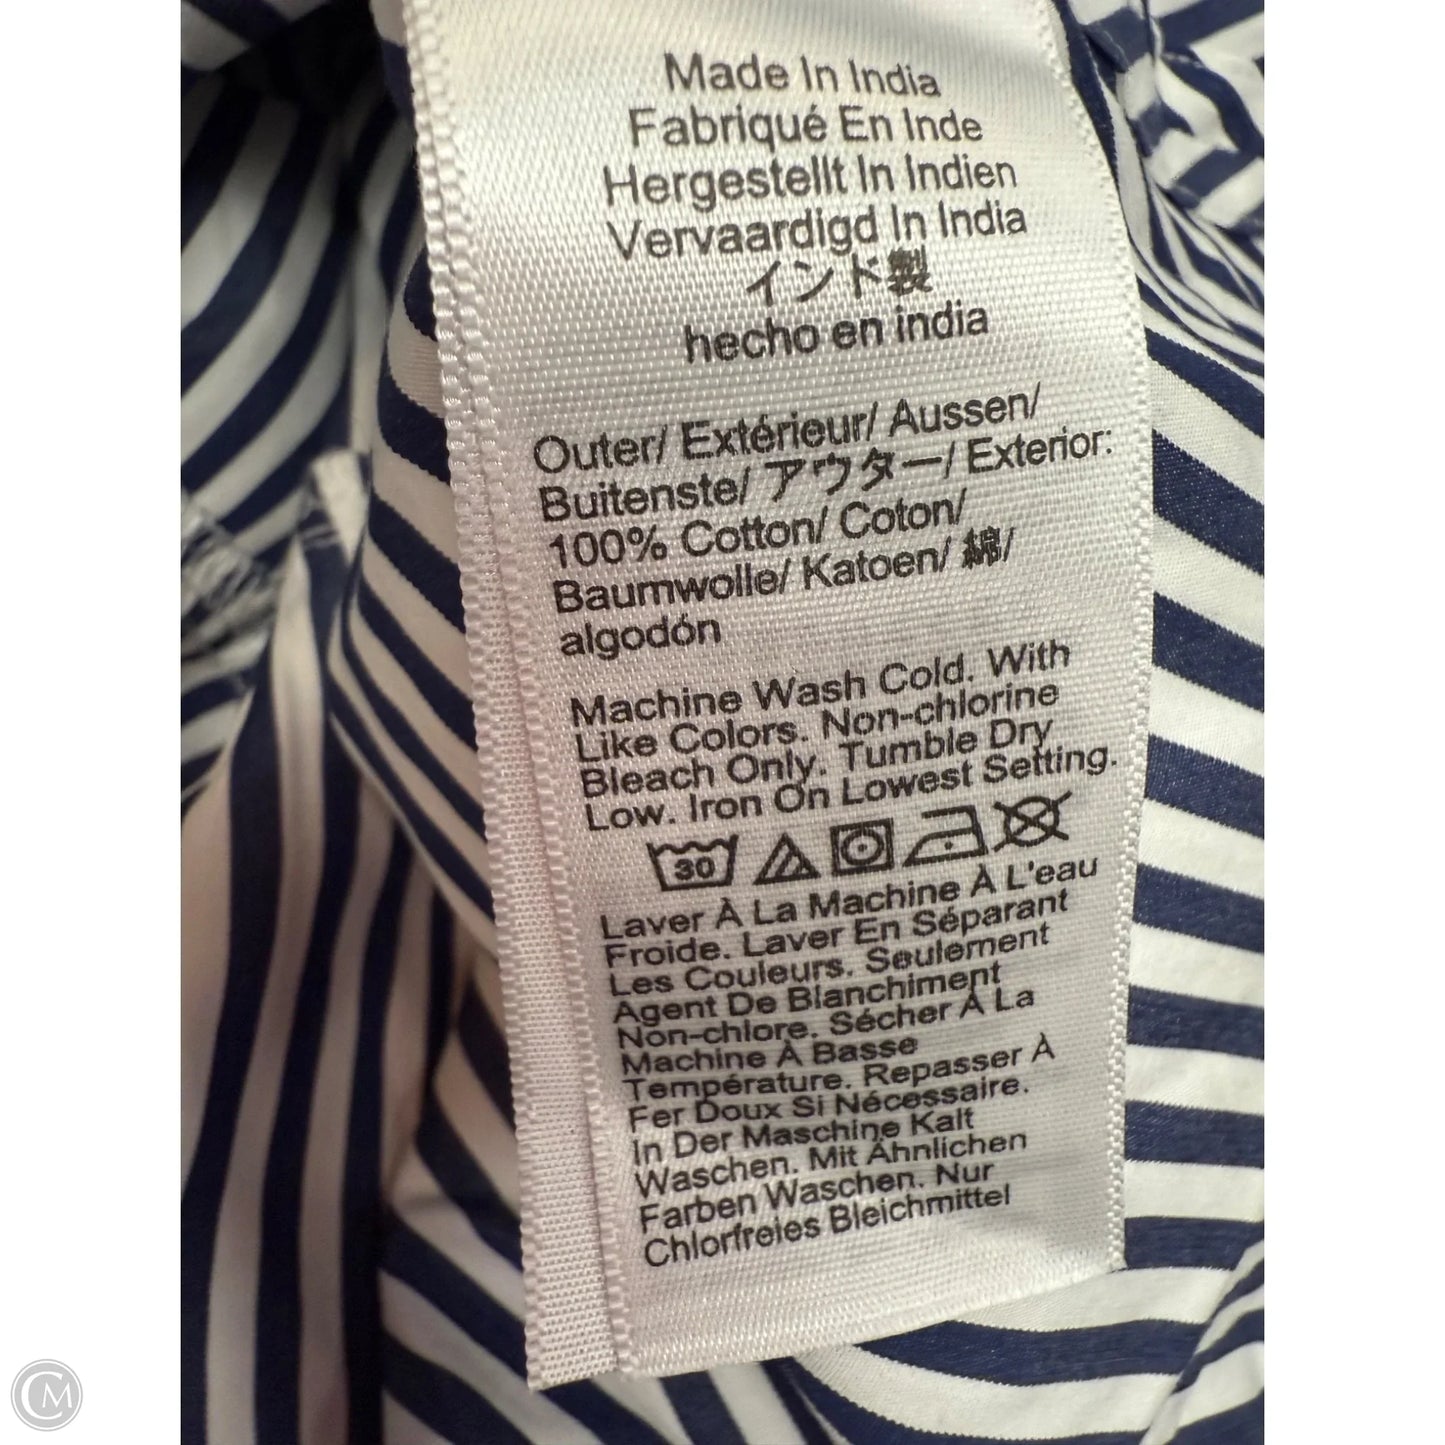 Made In India
Fabriqué En Inde
Hergestellt In Indien
Vervaardigd In India
インド製
hecho en india
Outer/ Extérieur/ Aussen/
Buitenste/ アウター/ Exterior:
100% Cotton/ Coton/
Baumwolle/ Katoen/ 綿/
algodón
Machine Wash Cold. With
Like Colors. Non-chlorine
Bleach Only. Tumble Dry
Low. Iron On Lowest Setting.
30
Laver À La Machine À L'eau
Froide. Laver En Séparant
Les Couleurs. Seulement
Agent De Blanchiment
Non-chlore. Sécher À La
Machine À Basse
Température. Repasser À
Fer Doux Si Nécessaire.
In Der Maschine Kalt
Waschen. Mit Ähnlichen
Farben Waschen. Nur
Chlorfreies Bleichmittel
CM